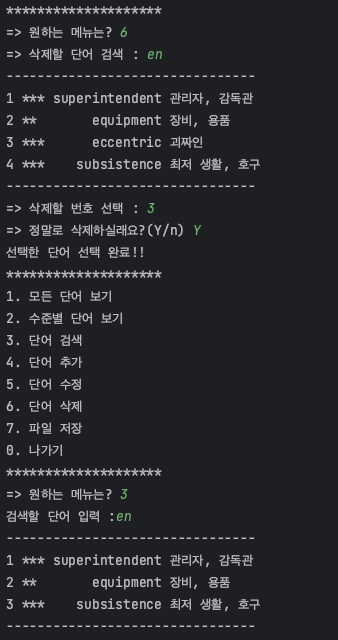 ********************
=> 원하는 메뉴는? 6
=> 삭제할 단어 검색 : en
--------------------------------
1 *** superintendent 관리자, 감독관
2 **       equipment 장비, 용품
3 ***      eccentric 괴짜인
4 ***    subsistence 최저 생활, 호구
--------------------------------
=> 삭제할 번호 선택 : 3
=> 정말로 삭제하실래요?(Y/n) Y
선택한 단어 선택 완료!!
********************
1. 모든 단어 보기
2. 수준별 단어 보기
3. 단어 검색
4. 단어 추가
5. 단어 수정
6. 단어 삭제
7. 파일 저장
0. 나가기
********************
=> 원하는 메뉴는? 3
검색할 단어 입력 :en
--------------------------------
1 *** superintendent 관리자, 감독관
2 **       equipment 장비, 용품
3 ***    subsistence 최저 생활, 호구
--------------------------------